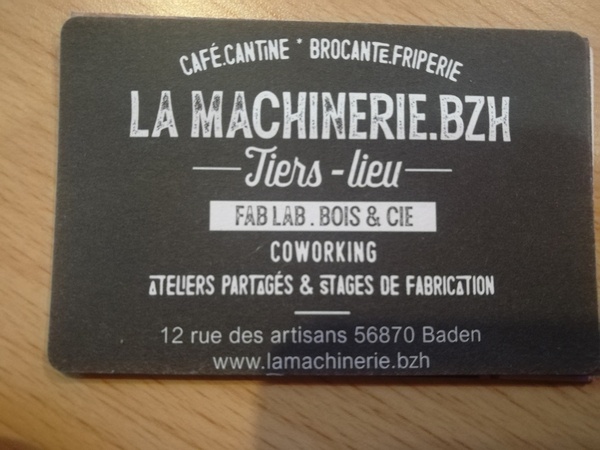 CAFÉ.CANTINE * BROCANTE.FRIPERIE
LA MACHINERIE.BZH
Tiers-lieu
FAB LAB . BOIS & CIE
COWORKING
ATELIERS PARTAGÉS & STAGES DE FABRICATION
12 rue des artisans 56870 Baden
www.lamachinerie.bzh